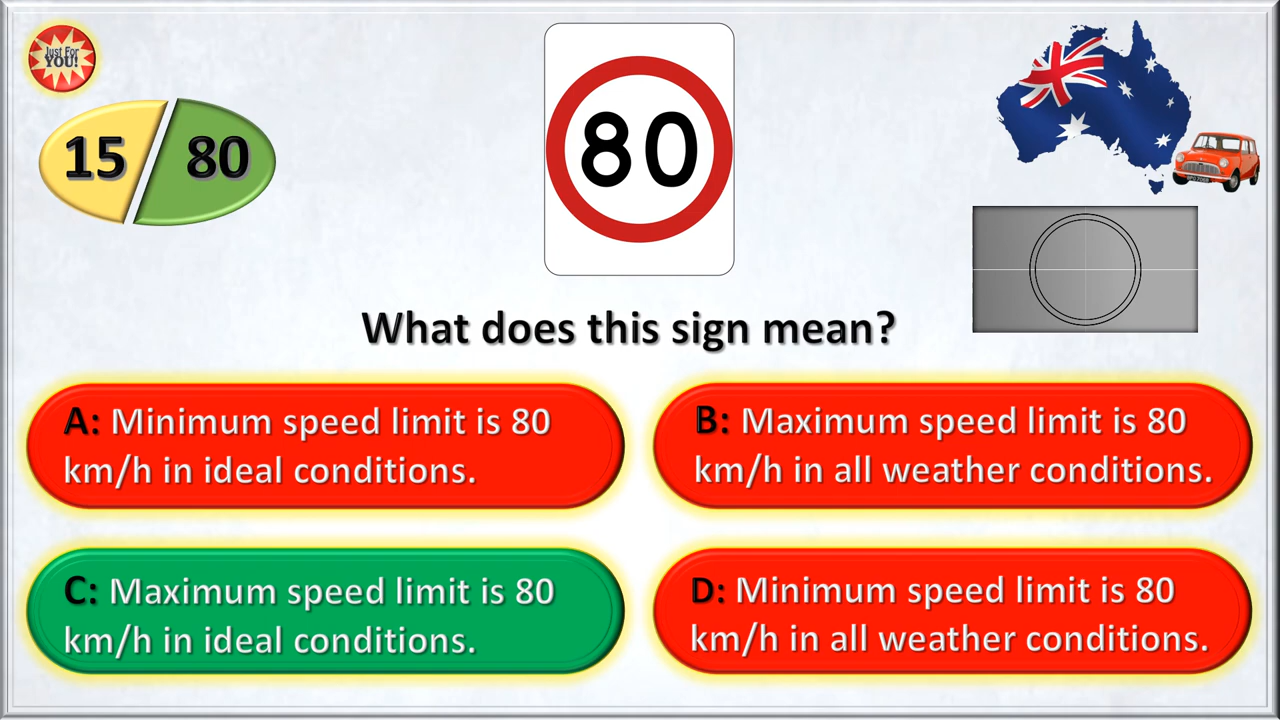 Just For
YOU!
15 80
80
What does this sign mean?
A: Minimum speed limit is 80
km/h in ideal conditions.
B: Maximum speed limit is 80
km/h in all weather conditions.
C: Maximum speed limit is 80
km/h in ideal conditions.
D: Minimum speed limit is 80
km/h in all weather conditions.